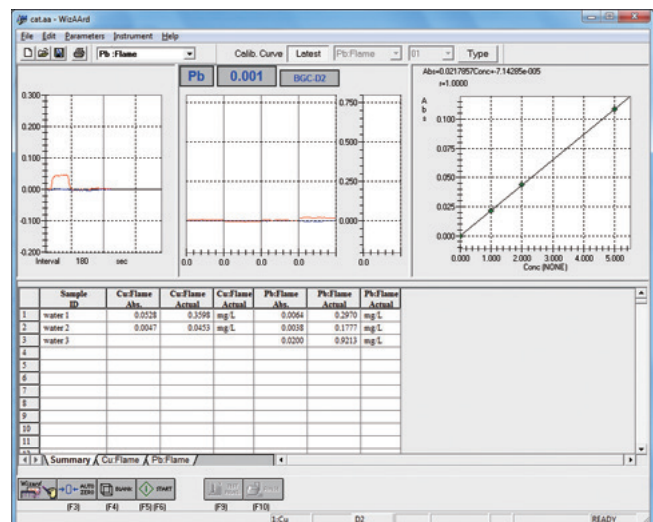 cat.aa - WizAArd
File Edit Parameters Instrument Help
Pb :Flame Calib. Curve Latest Pb:Flame 01 Type
Pb 0.001 BGC-D2
Abs=0.0217857Conc+-7.14285e-005
r=1.0000
0.300
0.200
0.100
0.000
-0.100
-0.200
Interval 180 sec
0.750
0.500
0.250
0.000
0.0 0.0 0.0 0.0 0.0
A
b
s
0.100
0.075
0.050
0.025
0.000
0.000 1.000 2.000 3.000 4.000 5.000
Conc (NONE)
Sample ID Cu:Flame Abs. Cu:Flame Actual Cu:Flame Actual Pb:Flame Abs. Pb:Flame Actual Pb:Flame Actual
1 water 1 0.0528 0.3598 mg/L 0.0064 0.2970 mg/L
2 water 2 0.0047 0.0453 mg/L 0.0038 0.1777 mg/L
3 water 3 0.0200 0.9213 mg/L
4
5
6
7
8
9
10
11
Summary Cu:Flame Pb:Flame
Wizard AUTO ZERO BLANK START
(F3) (F4) (F5)(F6) (F9) (F10)
1:Cu D2 READY